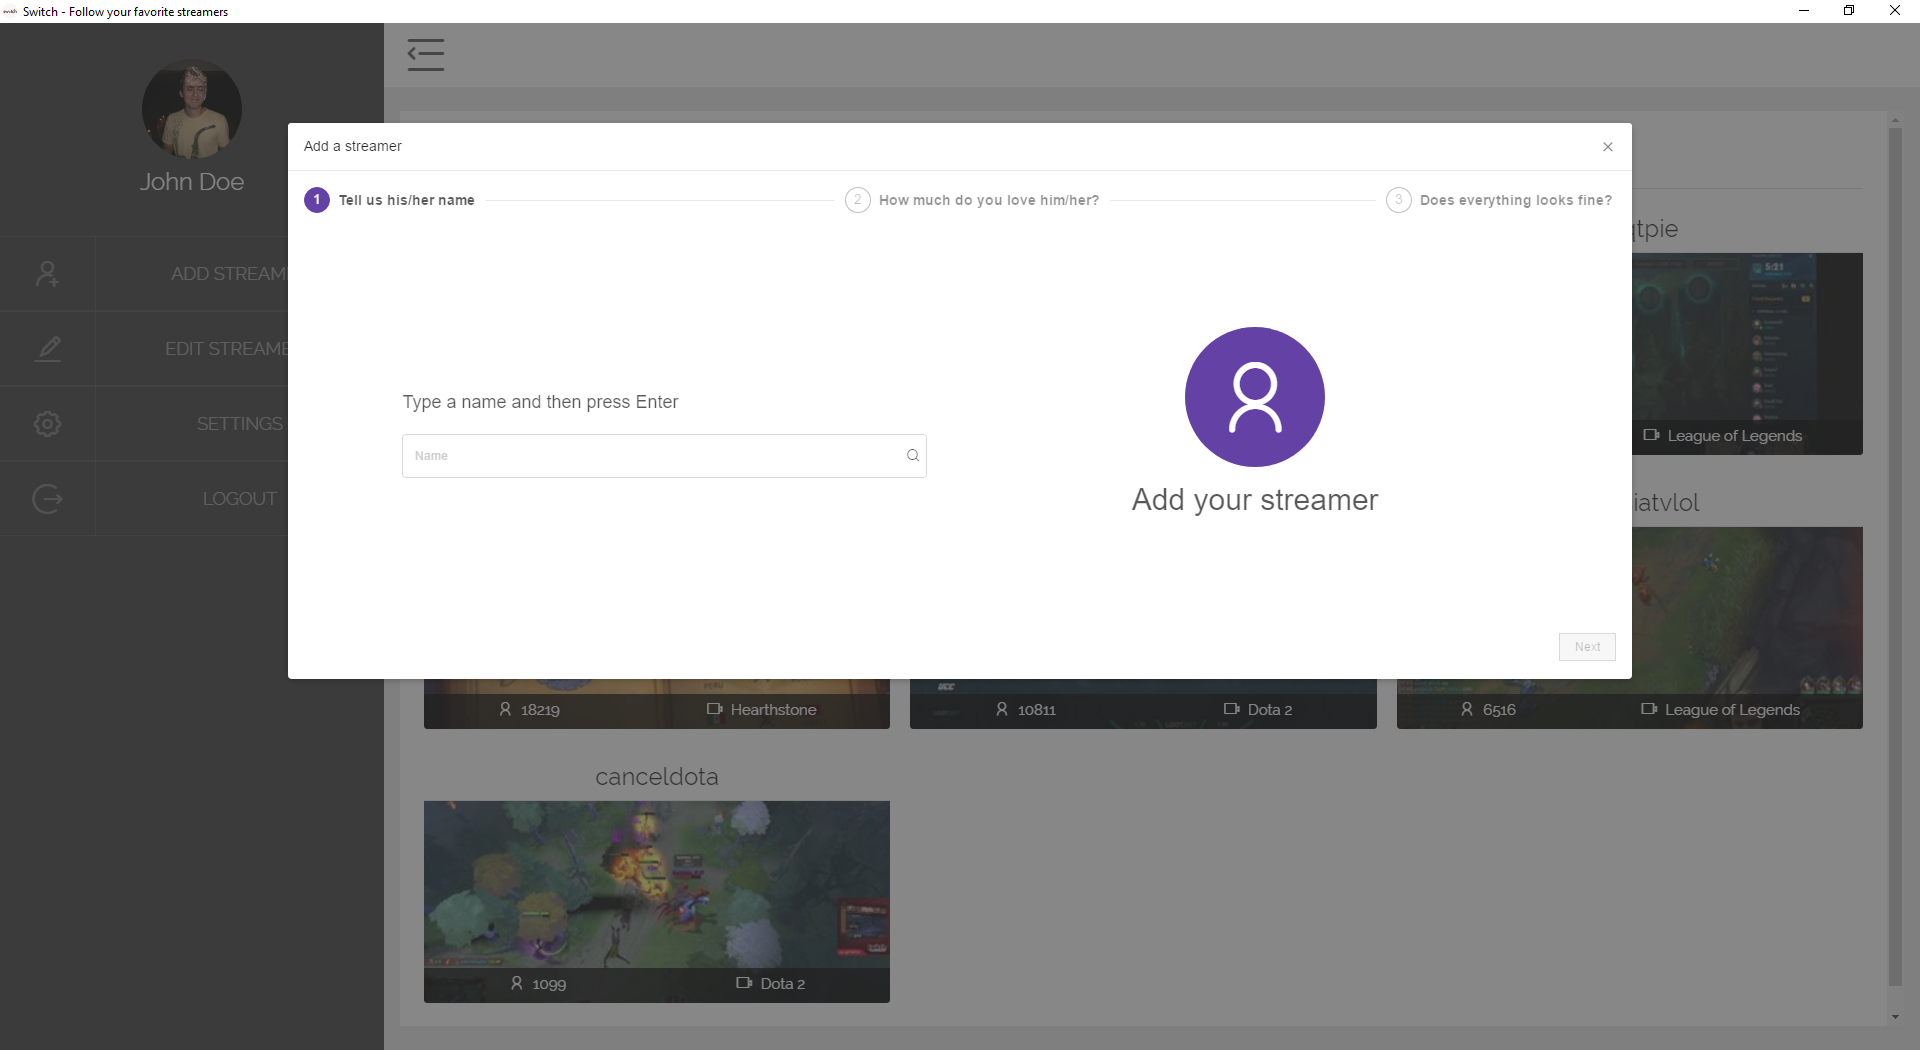 Switch - Follow your favorite streamers
John Doe
ADD STREAM
EDIT STREAME
SETTINGS
LOGOUT
Add a streamer
1 Tell us his/her name
2 How much do you love him/her?
3 Does everything looks fine?
Type a name and then press Enter
Name
Add your streamer
Next
qtpie
5:21
League of Legends
iatvlol
18219 Hearthstone
10811 Dota 2
6516 League of Legends
canceldota
1099 Dota 2